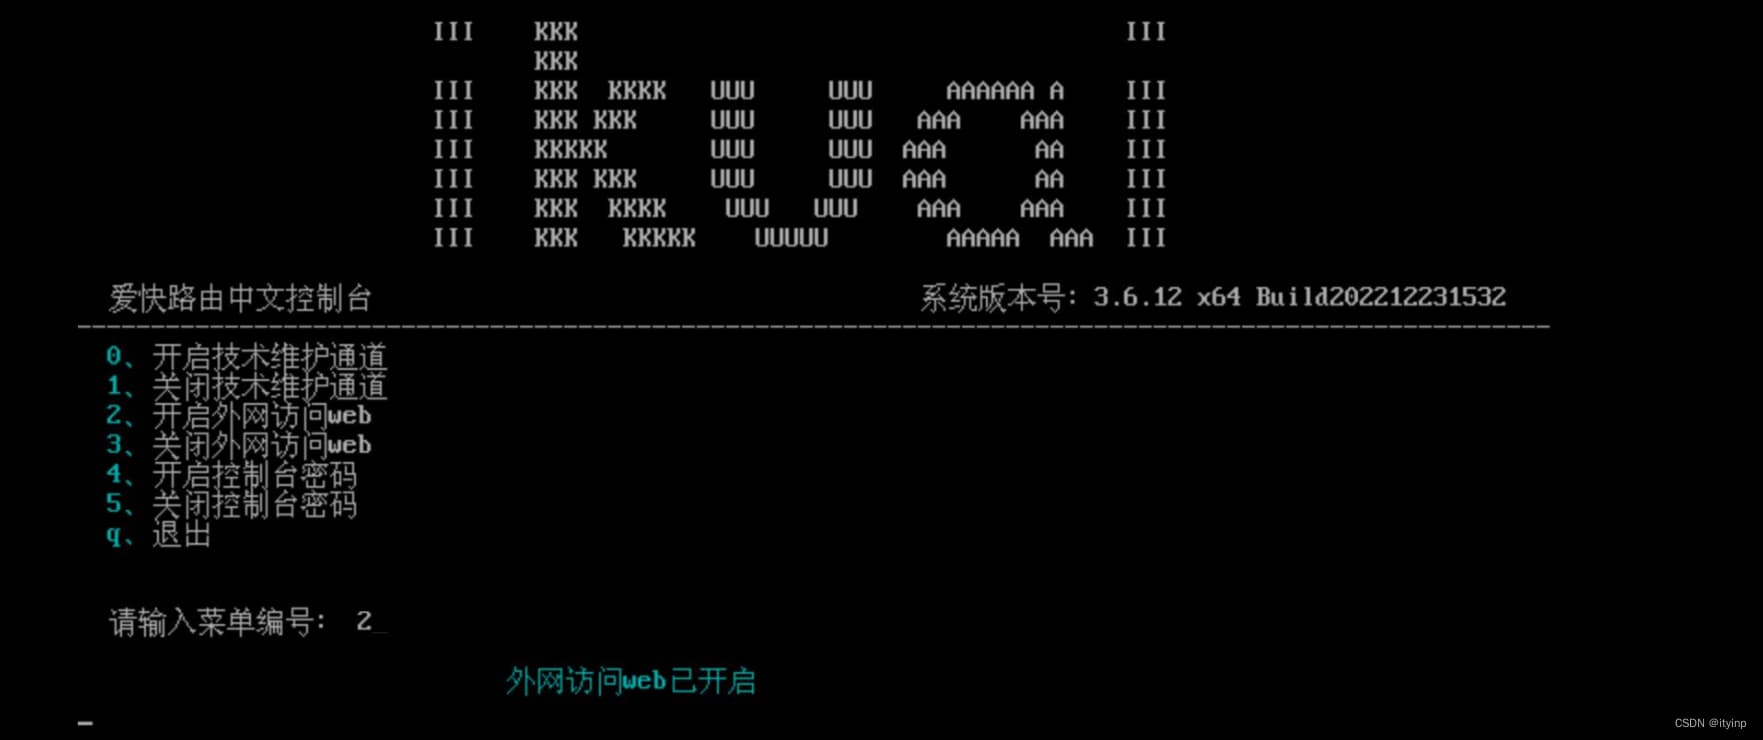 III    KKK                                     III
       KKK
III    KKK  KKKK   UUU     UUU     AAAAAA A    III
III    KKK KKK     UUU     UUU   AAA    AAA    III
III    KKKKK       UUU     UUU  AAA      AA    III
III    KKK KKK     UUU     UUU  AAA      AA    III
III    KKK  KKKK    UUU   UUU    AAA    AAA    III
III    KKK   KKKKK    UUUUU        AAAAA  AAA  III
爱快路由中文控制台 系统版本号: 3.6.12 x64 Build202212231532
0、开启技术维护通道
1、关闭技术维护通道
2、开启外网访问web
3、关闭外网访问web
4、开启控制台密码
5、关闭控制台密码
q、退出
请输入菜单编号: 2_
外网访问web已开启
CSDN @ityinp